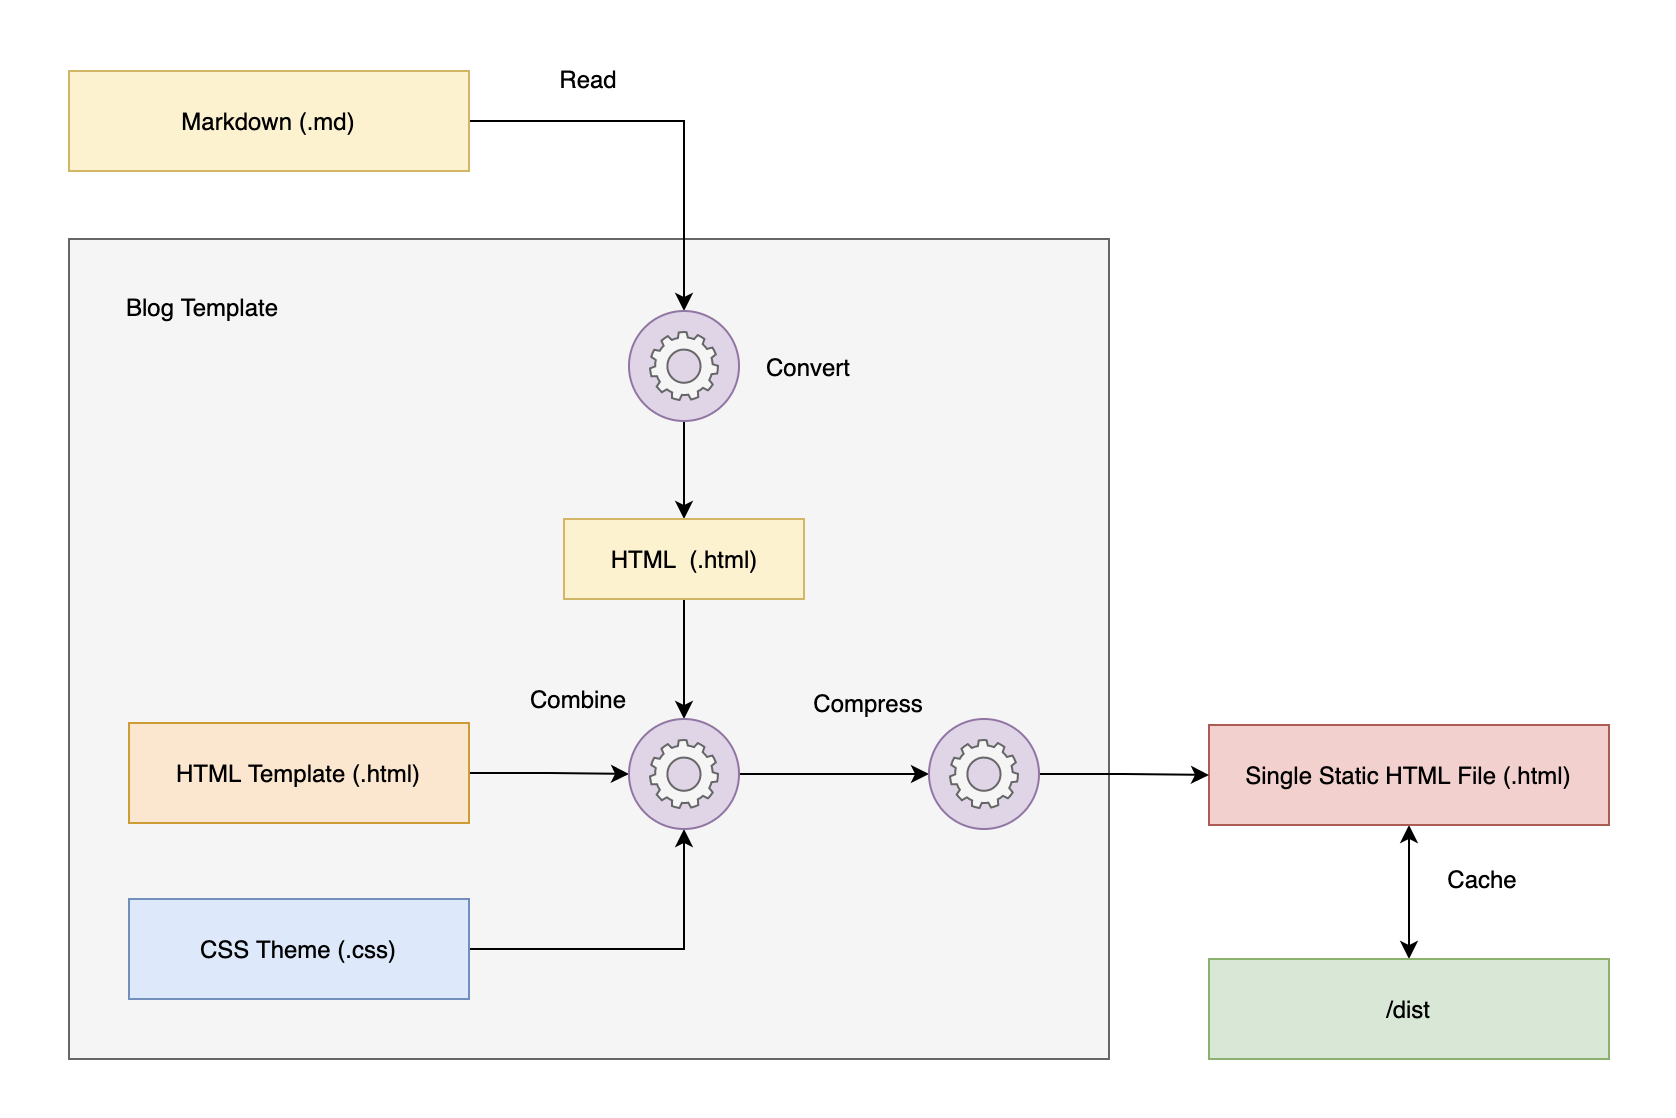 Read
Markdown (.md)
Blog Template
Convert
HTML  (.html)
Combine
Compress
HTML Template (.html)
Single Static HTML File (.html)
Cache
CSS Theme (.css)
/dist